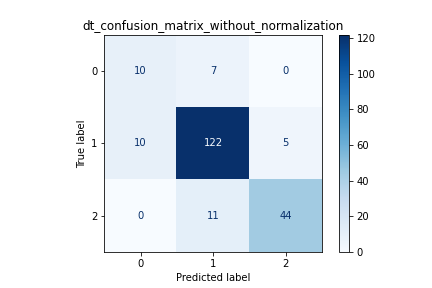 dt_confusion_matrix_without_normalization
0 10 7 0
1 10 122 5
2 0 11 44
0 1 2
True label
Predicted label
120
100
80
60
40
20
0